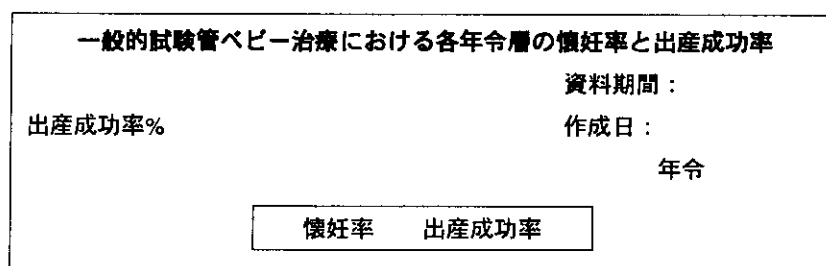 一般的試験管ベビー治療における各年令層の懐妊率と出産成功率
資料期間：
出産成功率% 作成日：
年令
懐妊率 出産成功率